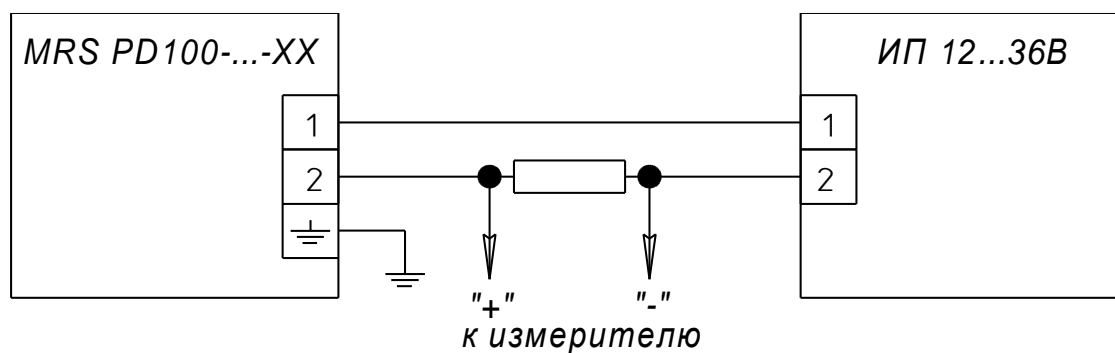 MRS PD100-...-XX
ИП 12...36В
1
1
2
2
"+"
"-"
к измерителю